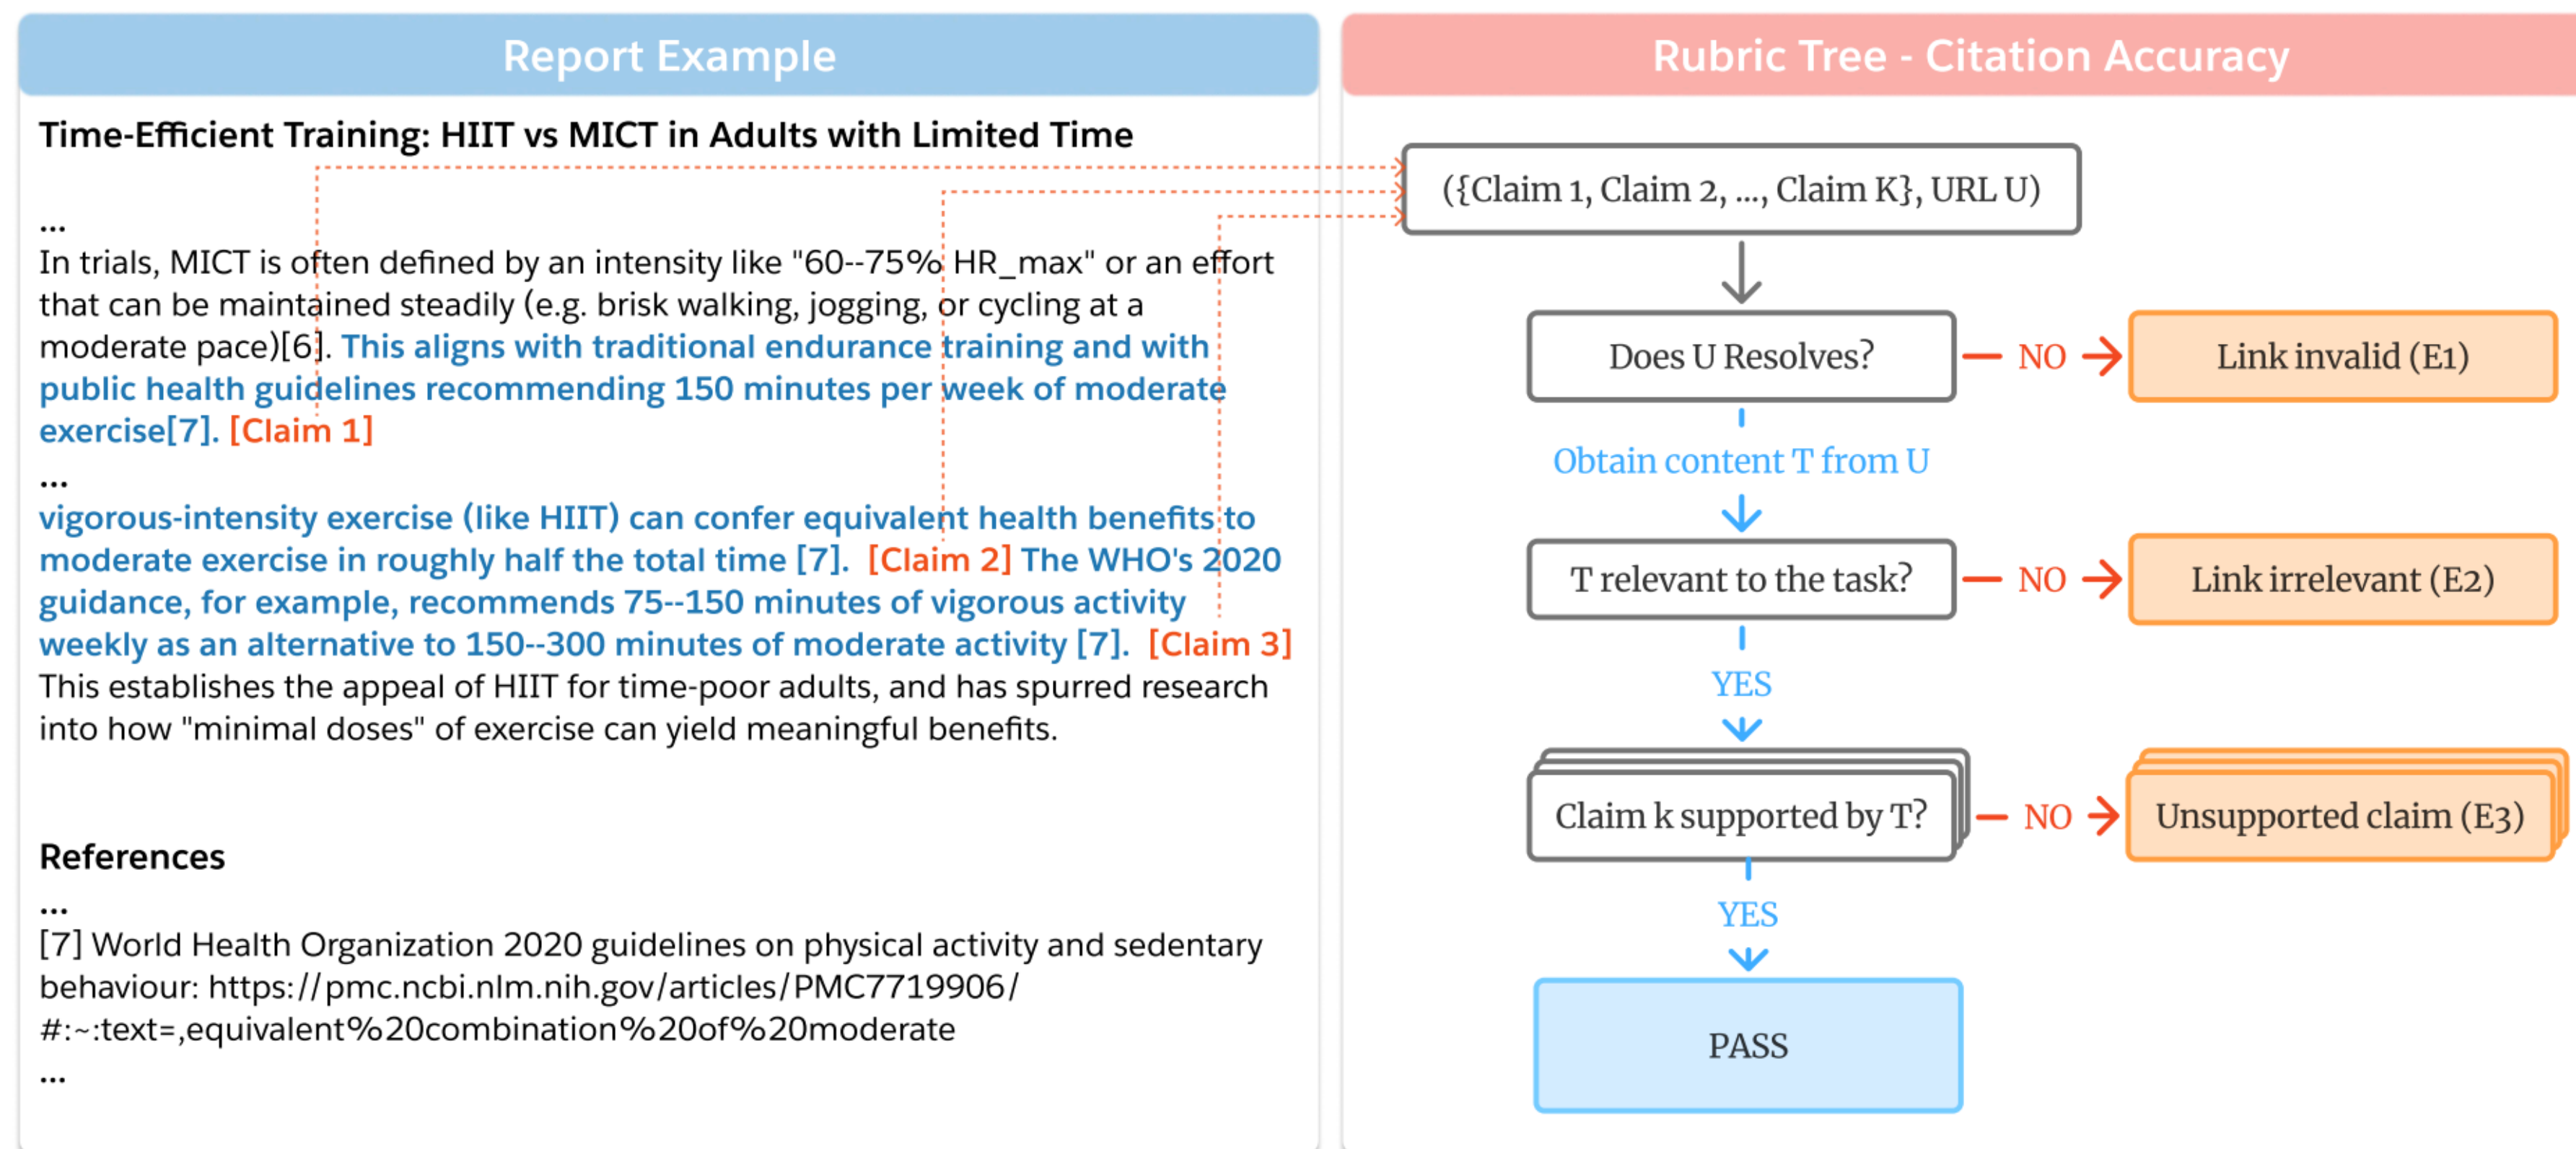 Report Example
Time-Efficient Training: HIIT vs MICT in Adults with Limited Time
...
In trials, MICT is often defined by an intensity like "60--75% HR_max" or an effort
that can be maintained steadily (e.g. brisk walking, jogging, or cycling at a
moderate pace)[6]. This aligns with traditional endurance training and with
public health guidelines recommending 150 minutes per week of moderate
exercise[7]. [Claim 1]
...
vigorous-intensity exercise (like HIIT) can confer equivalent health benefits to
moderate exercise in roughly half the total time [7]. [Claim 2] The WHO's 2020
guidance, for example, recommends 75--150 minutes of vigorous activity
weekly as an alternative to 150--300 minutes of moderate activity [7]. [Claim 3]
This establishes the appeal of HIIT for time-poor adults, and has spurred research
into how "minimal doses" of exercise can yield meaningful benefits.
References
...
[7] World Health Organization 2020 guidelines on physical activity and sedentary
behaviour: https://pmc.ncbi.nlm.nih.gov/articles/PMC7719906/
#:~:text=,equivalent%20combination%20of%20moderate
...
Rubric Tree - Citation Accuracy
({Claim 1, Claim 2, ..., Claim K}, URL U)
Does U Resolves?
NO
Link invalid (E1)
Obtain content T from U
T relevant to the task?
NO
Link irrelevant (E2)
YES
Claim k supported by T?
NO
Unsupported claim (E3)
YES
PASS